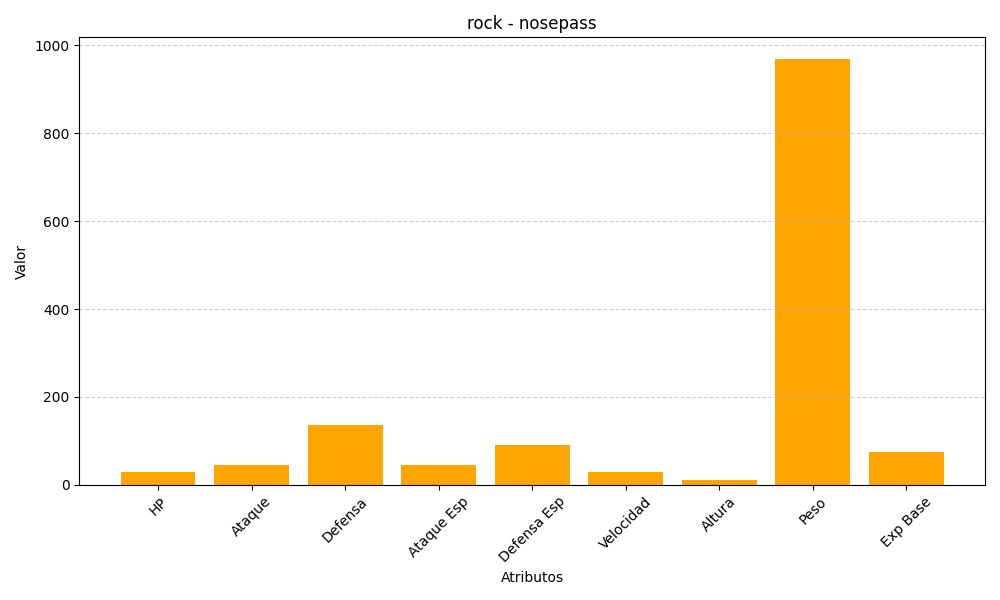 rock - nosepass
Valor
1000
800
600
400
200
0
HP
Ataque
Defensa
Ataque Esp
Defensa Esp
Velocidad
Altura
Peso
Exp Base
Atributos